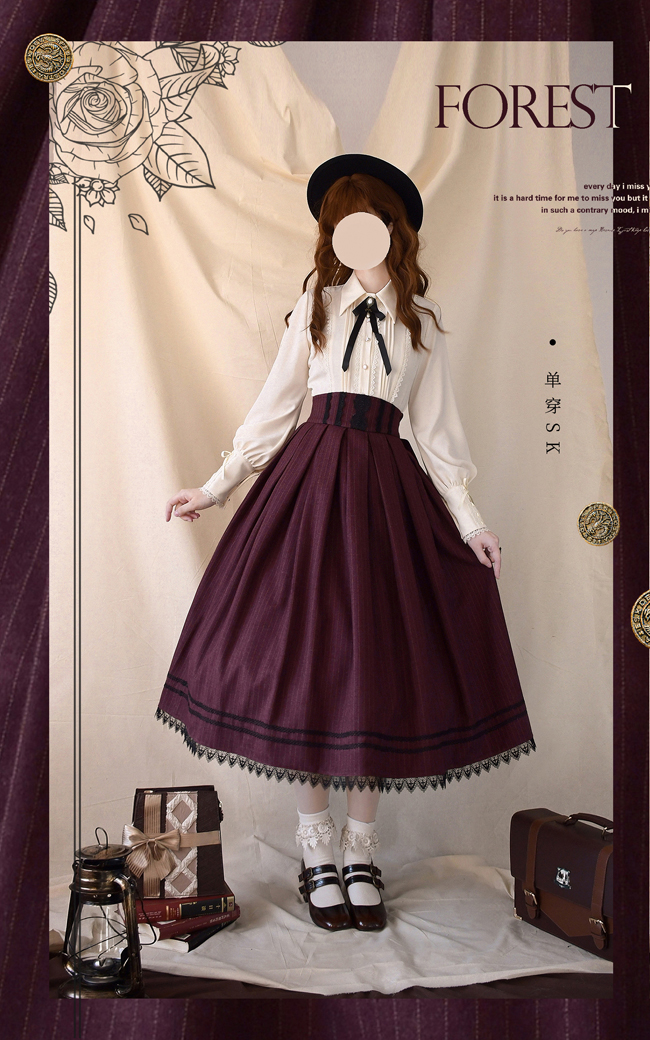 FOREST
every day i miss y
it is a hard time for me to miss you but it
in such a contrary mood, i m
• 单穿SK